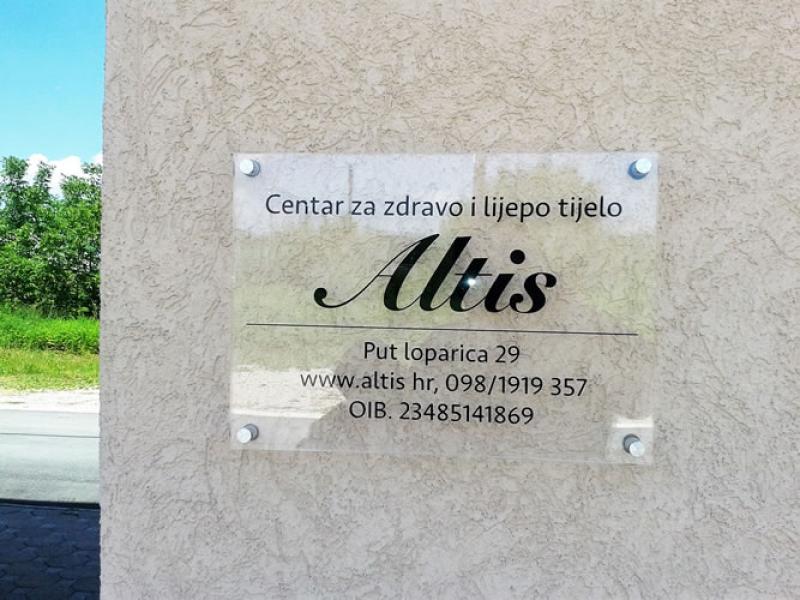 Centar za zdravo i lijepo tijelo
Altis
Put loparica 29
www.altis hr, 098/1919 357
OIB. 23485141869